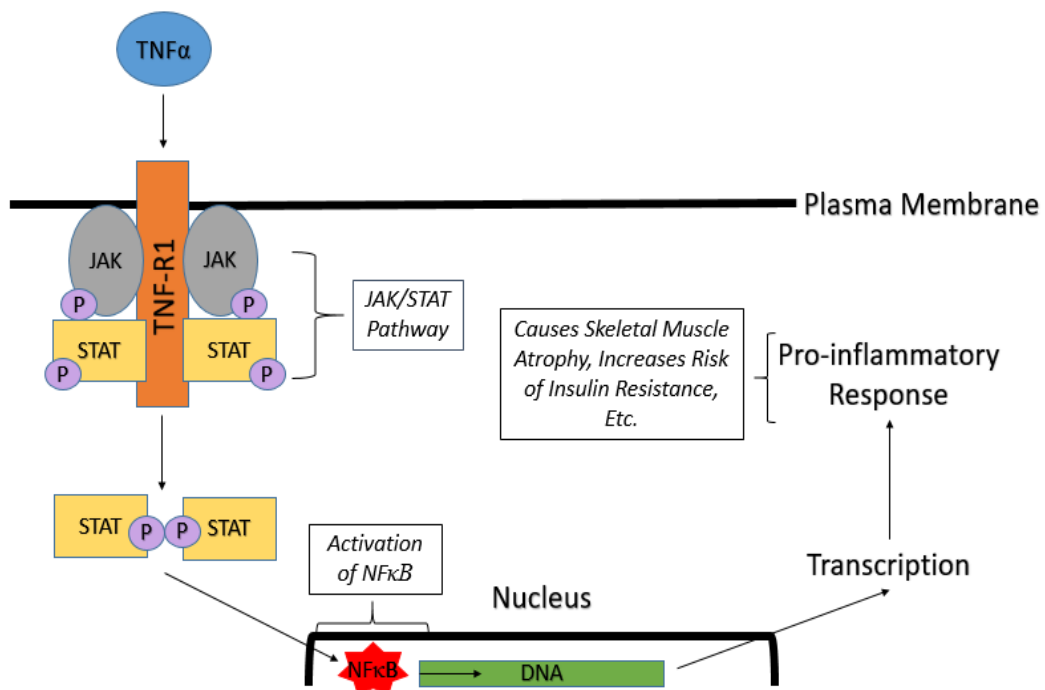 TNFα
Plasma Membrane
TNF-R1
JAK
JAK
P
P
STAT
STAT
P
P
JAK/STAT
Pathway
Causes Skeletal Muscle
Atrophy, Increases Risk
of Insulin Resistance,
Etc.
Pro-inflammatory
Response
STAT
P
P
STAT
Activation
of NFκB
Nucleus
Transcription
NFκB
DNA